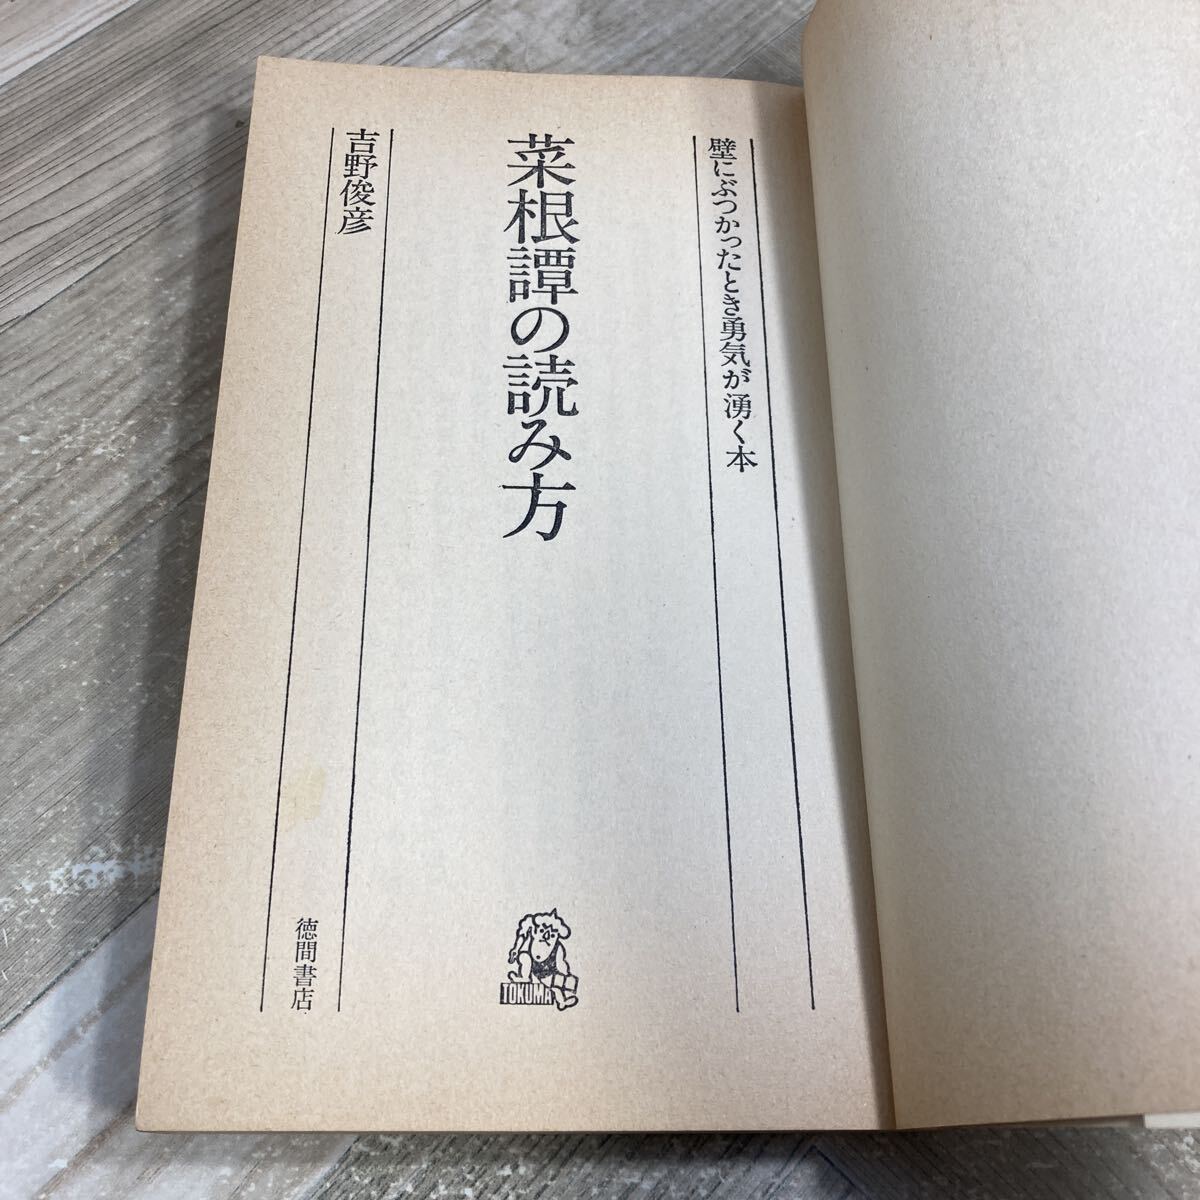 壁にぶつかったとき勇気が湧く本
菜根譚の読み方
吉野俊彦
TOKUMA
徳間書店